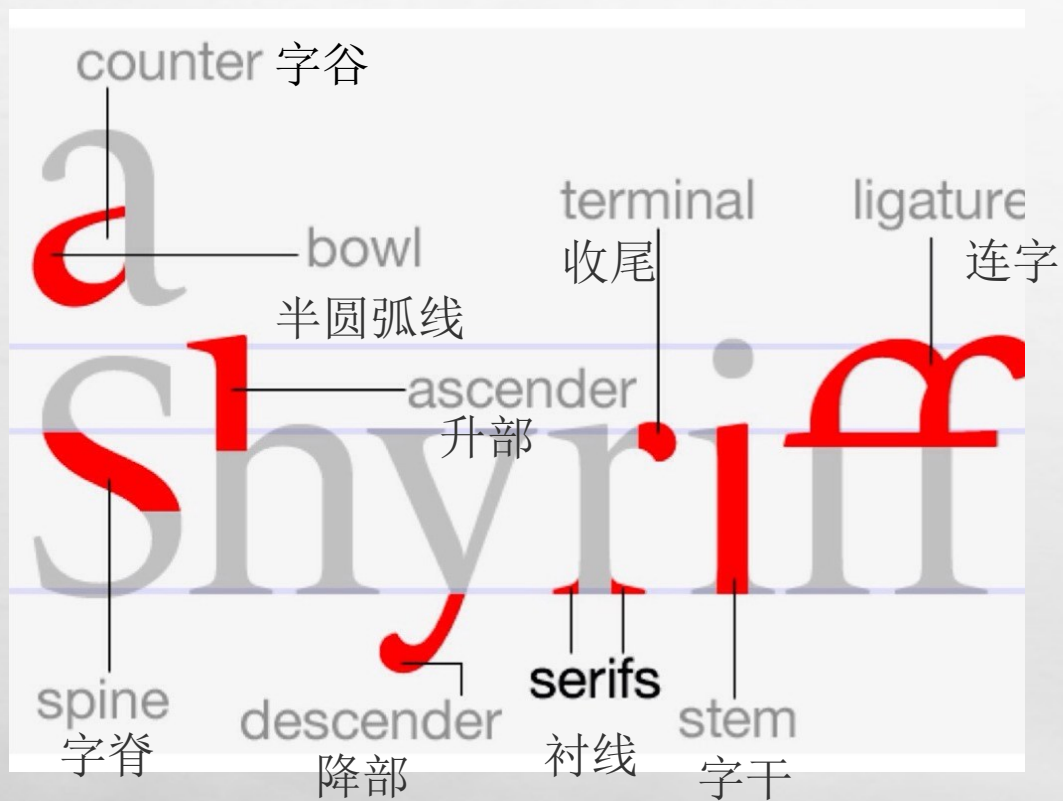 counter 字谷
a
bowl
半圆弧线
terminal
收尾
ligature
连字
ascender
升部
Shyriff
spine
字脊
descender
降部
serifs
衬线
stem
字干